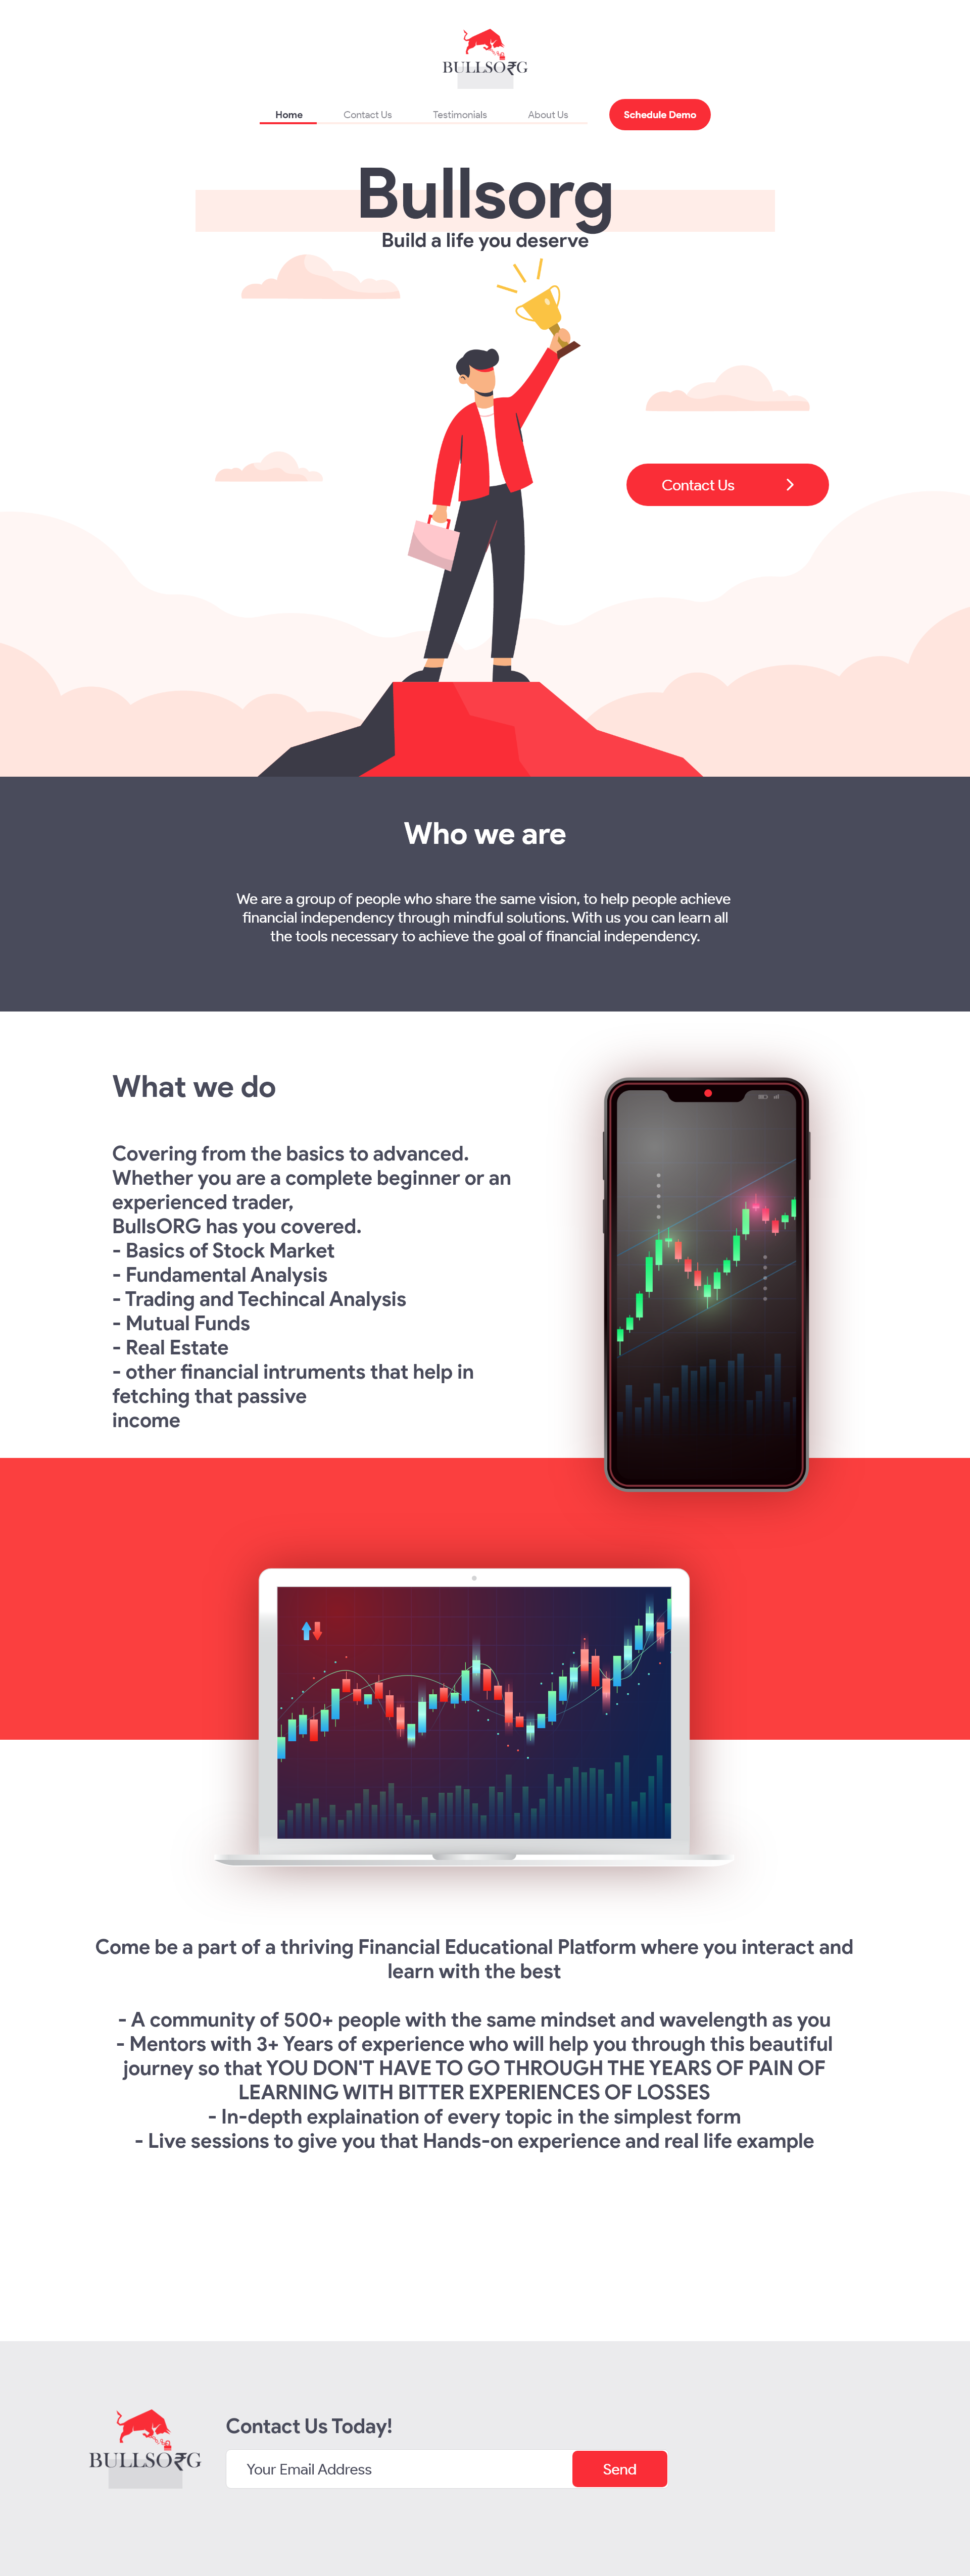 BULLSO₹G
Home
Contact Us
Testimonials
About Us
Schedule Demo
Bullsorg
Build a life you deserve
Contact Us
Who we are
We are a group of people who share the same vision, to help people achieve
financial independency through mindful solutions. With us you can learn all
the tools necessary to achieve the goal of financial independency.
What we do
Covering from the basics to advanced.
Whether you are a complete beginner or an
experienced trader,
BullsORG has you covered.
- Basics of Stock Market
- Fundamental Analysis
- Trading and Techincal Analysis
- Mutual Funds
- Real Estate
- other financial intruments that help in
fetching that passive
income
Come be a part of a thriving Financial Educational Platform where you interact and
learn with the best
- A community of 500+ people with the same mindset and wavelength as you
- Mentors with 3+ Years of experience who will help you through this beautiful
journey so that YOU DON'T HAVE TO GO THROUGH THE YEARS OF PAIN OF
LEARNING WITH BITTER EXPERIENCES OF LOSSES
- In-depth explaination of every topic in the simplest form
- Live sessions to give you that Hands-on experience and real life example
BULLSO₹G
Contact Us Today!
Your Email Address
Send